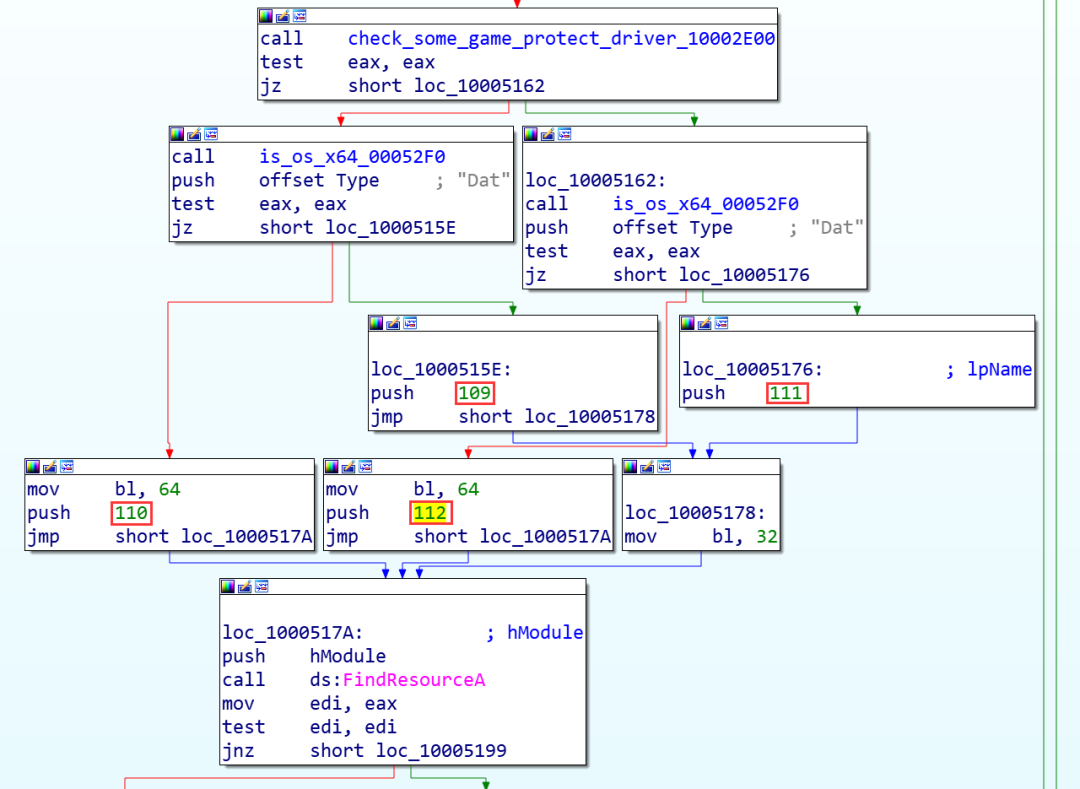 call check_some_game_protect_driver_10002E00
test eax, eax
jz short loc_10005162
call is_os_x64_00052F0
push offset Type ; "Dat"
test eax, eax
jz short loc_1000515E
loc_10005162:
call is_os_x64_00052F0
push offset Type ; "Dat"
test eax, eax
jz short loc_10005176
loc_1000515E:
push 109
jmp short loc_10005178
loc_10005176: ; lpName
push 111
mov bl, 64
push 110
jmp short loc_1000517A
mov bl, 64
push 112
jmp short loc_1000517A
loc_10005178:
mov bl, 32
loc_1000517A: ; hModule
push hModule
call ds:FindResourceA
mov edi, eax
test edi, edi
jnz short loc_10005199